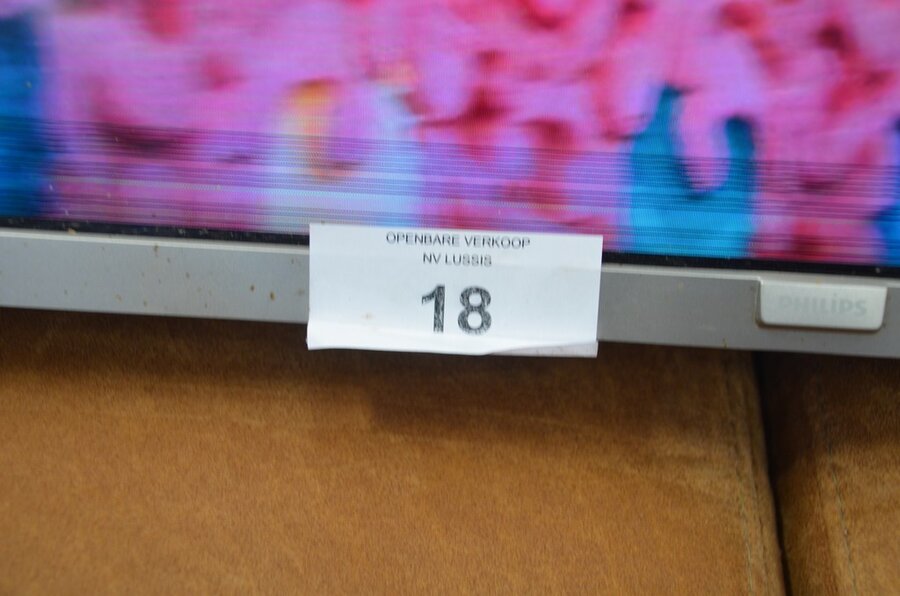 OPENBARE VERKOOP
NV LUSSIS
18
PHILIPS